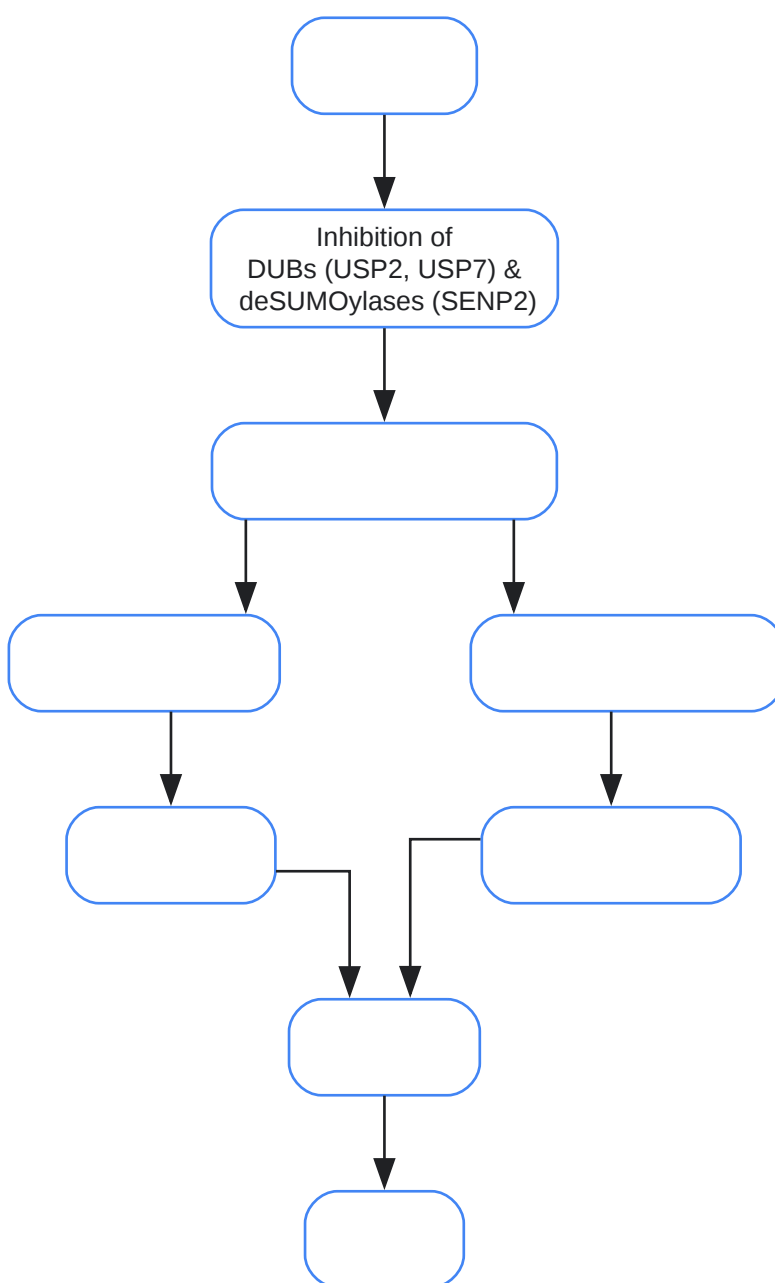 Inhibition of
DUBs (USP2, USP7) &
deSUMOylases (SENP2)